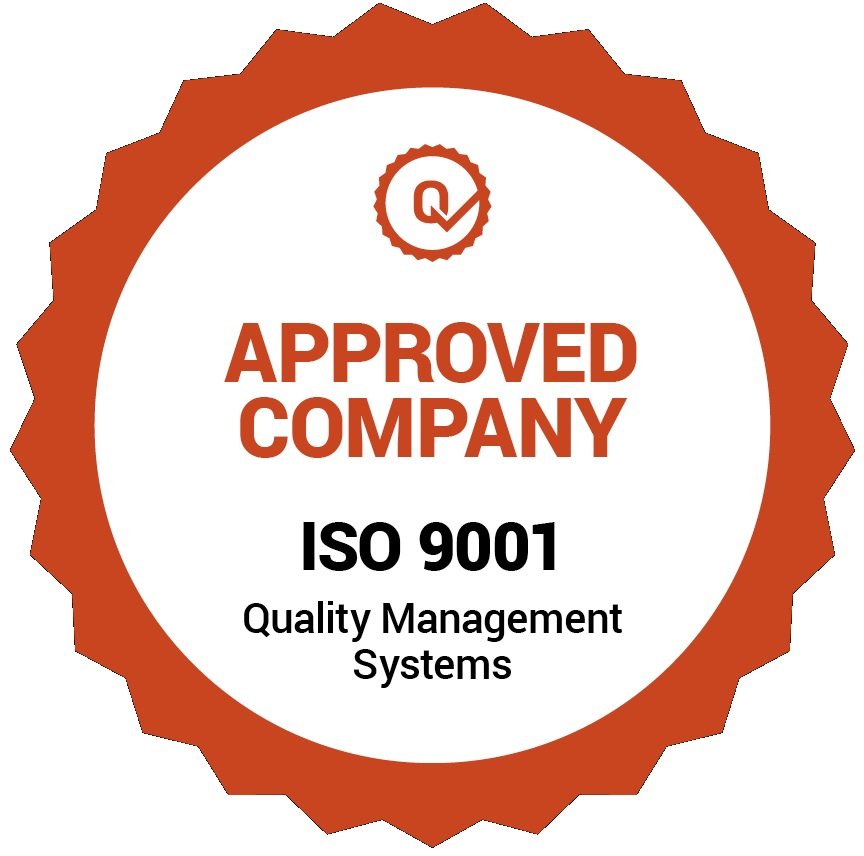 Q
APPROVED
COMPANY
ISO 9001
Quality Management
Systems